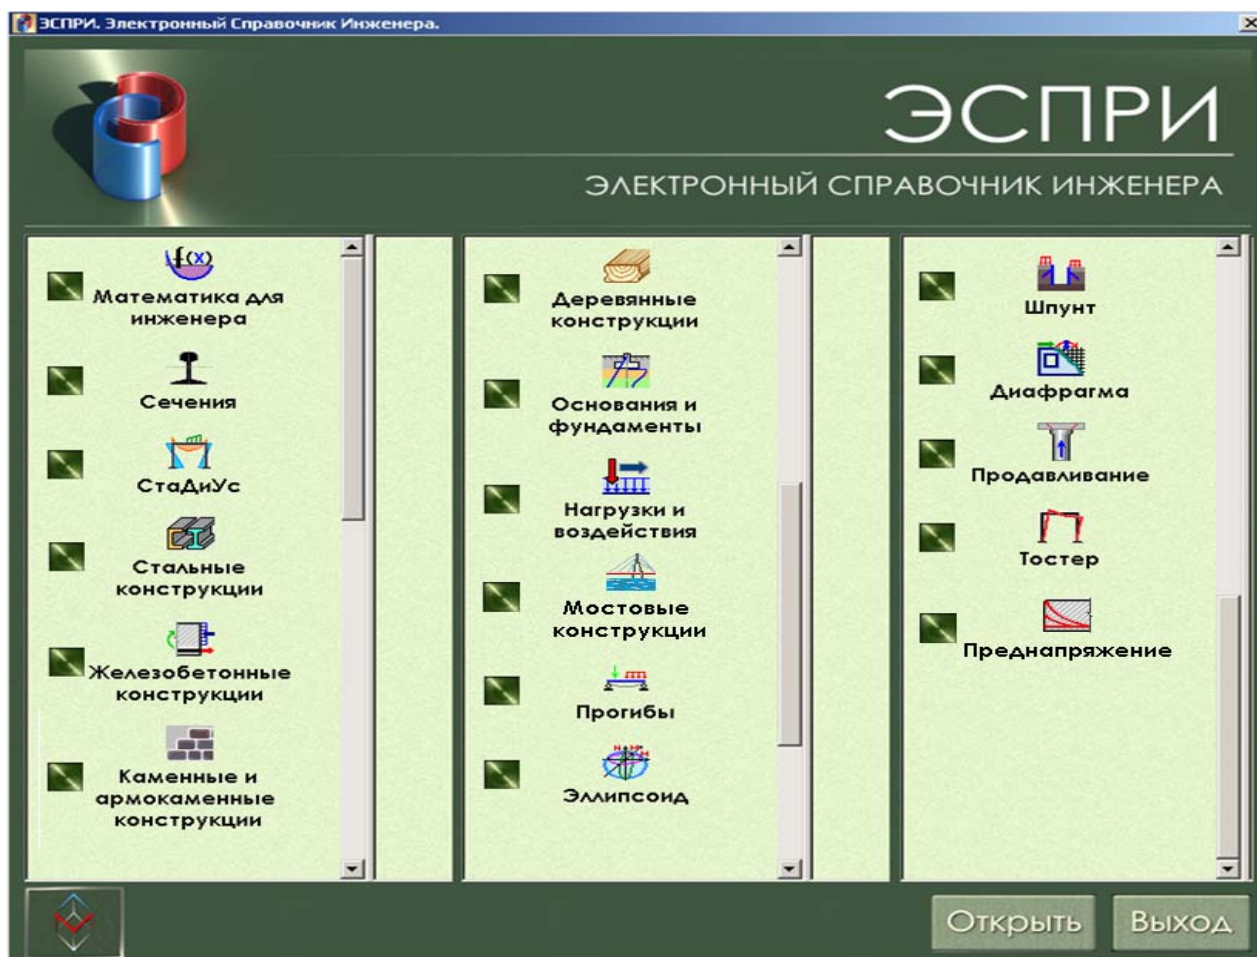 ЭСПРИ. Электронный Справочник Инженера.
ЭСПРИ
ЭЛЕКТРОННЫЙ СПРАВОЧНИК ИНЖЕНЕРА
f(x)
Математика для
инженера
Сечения
СтаДиУс
Стальные
конструкции
Железобетонные
конструкции
Каменные и
армокаменные
конструкции
Деревянные
конструкции
Основания и
фундаменты
Нагрузки и
воздействия
Мостовые
конструкции
Прогибы
Эллипсоид
Шпунт
Диафрагма
Продавливание
Тостер
Преднапряжение
Открыть
Выход